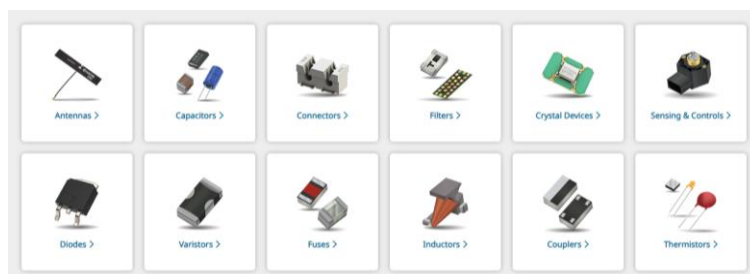 Antennas >
Capacitors >
Connectors >
Filters >
Crystal Devices >
Sensing & Controls >
Diodes >
Varistors >
Fuses >
Inductors >
Couplers >
Thermistors >